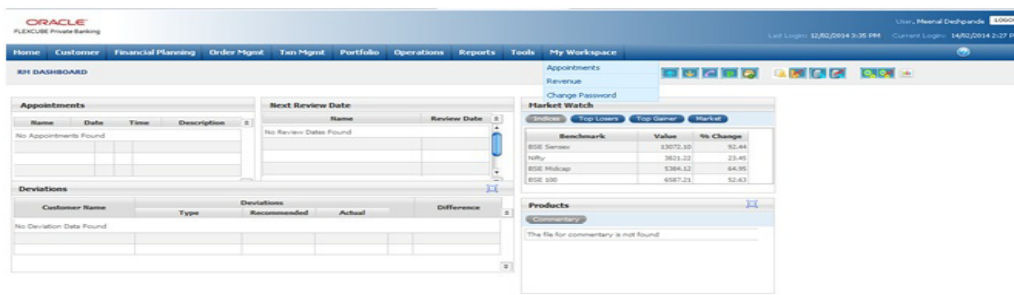 ORACLE
FLEXCUBE Private Banking
User, Meenal Deshpande LOGOU
Last Login: 12/02/2014 3:35 PM Current Login: 14/02/2014 2:27 P
Home Customer Financial Planning Order Mgmt Txn Mgmt Portfolio Operations Reports Tools My Workspace
Appointments
Revenue
Change Password
RM DASHBOARD
Appointments
Name Date Time Description
No Appointments Found
Next Review Date
Name Review Date
No Review Dates Found
Market Watch
Indices Top Losers Top Gainer Market
Benchmark Value % Change
BSE Sensex 13072.10 92.44
Nifty 3821.22 23.45
BSE Midcap 5384.12 64.95
BSE 100 6587.21 52.63
Deviations
Customer Name Deviations Difference
Type Recommended Actual
No Deviation Data Found
Products
Commentary
The file for commentary is not found